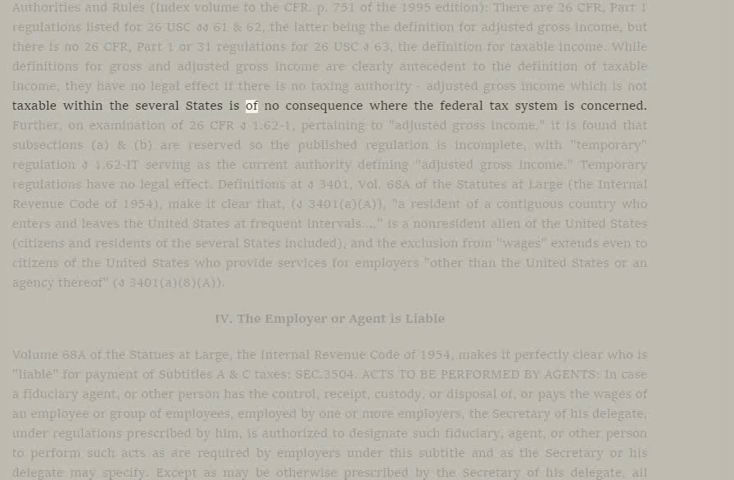 Authorities and Rules (Index volume to the CFR. p. 751 of the 1995 edition): There are 26 CFR, Part 1
regulations listed for 26 USC ¢¢ 61 & 62, the latter being the definition for adjusted gross income, but
there is no 26 CFR, Part 1 or 31 regulations for 26 USC ¢ 63, the definition for taxable income. While
definitions for gross and adjusted gross income are clearly antecedent to the definition of taxable
income, they have no legal effect if there is no taxing authority - adjusted gross income which is not
taxable within the several States is of no consequence where the federal tax system is concerned.
Further, on examination of 26 CFR ¢ 1.62-1, pertaining to "adjusted gross income," it is found that
subsections (a) & (b) are reserved so the published regulation is incomplete, with "temporary"
regulation ¢ 1.62-IT serving as the current authority defining "adjusted gross income." Temporary
regulations have no legal effect. Definitions at ¢ 3401, Vol. 68A of the Statutes at Large (the Internal
Revenue Code of 1954), make it clear that, (¢ 3401(a)(A)), "a resident of a contiguous country who
enters and leaves the United States at frequent intervals...," is a nonresident alien of the United States
(citizens and residents of the several States included), and the exclusion from "wages" extends even to
citizens of the United States who provide services for employers "other than the United States or an
agency thereof" (¢ 3401(a)(8)(A)).
IV. The Employer or Agent is Liable
Volume 68A of the Statues at Large, the Internal Revenue Code of 1954, makes it perfectly clear who is
"liable" for payment of Subtitles A & C taxes: SEC.3504. ACTS TO BE PERFORMED BY AGENTS: In case
a fiduciary agent, or other person has the control, receipt, custody, or disposal of, or pays the wages of
an employee or group of employees, employed by one or more employers, the Secretary of his delegate,
under regulations prescribed by him, is authorized to designate such fiduciary, agent, or other person
to perform such acts as are required by employers under this subtitle and as the Secretary or his
delegate may specify. Except as may be otherwise prescribed by the Secretary of his delegate, all